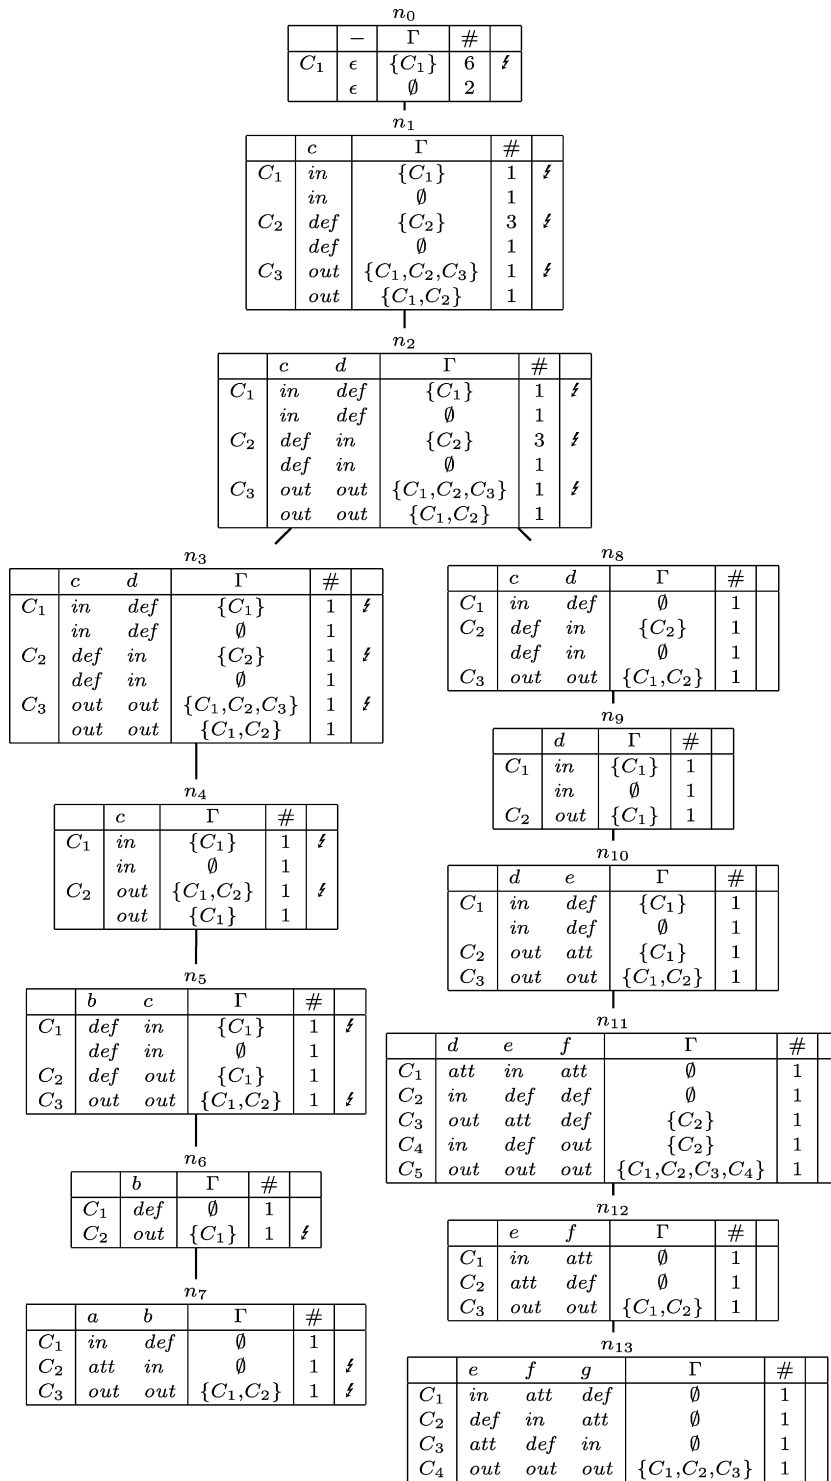 n0
− Γ #
C1 ϵ {C1} 6 ↯
ϵ ∅ 2
n1
c Γ #
C1 in {C1} 1 ↯
in ∅ 1
C2 def {C2} 3 ↯
def ∅ 1
C3 out {C1,C2,C3} 1 ↯
out {C1,C2} 1
n2
c d Γ #
C1 in def {C1} 1 ↯
in def ∅ 1
C2 def in {C2} 3 ↯
def in ∅ 1
C3 out out {C1,C2,C3} 1 ↯
out out {C1,C2} 1
n3
c d Γ #
C1 in def {C1} 1 ↯
in def ∅ 1
C2 def in {C2} 1 ↯
def in ∅ 1
C3 out out {C1,C2,C3} 1 ↯
out out {C1,C2} 1
n4
c Γ #
C1 in {C1} 1 ↯
in ∅ 1
C2 out {C1,C2} 1 ↯
out {C1} 1
n5
b c Γ #
C1 def in {C1} 1 ↯
def in ∅ 1
C2 def out {C1} 1
C3 out out {C1,C2} 1 ↯
n6
b Γ #
C1 def ∅ 1
C2 out {C1} 1 ↯
n7
a b Γ #
C1 in def ∅ 1
C2 att in ∅ 1 ↯
C3 out out {C1,C2} 1 ↯
n8
c d Γ #
C1 in def ∅ 1
C2 def in {C2} 1
def in ∅ 1
C3 out out {C1,C2} 1
n9
d Γ #
C1 in {C1} 1
in ∅ 1
C2 out {C1} 1
n10
d e Γ #
C1 in def {C1} 1
in def ∅ 1
C2 out att {C1} 1
C3 out out {C1,C2} 1
n11
d e f Γ #
C1 att in att ∅ 1
C2 in def def ∅ 1
C3 out att def {C2} 1
C4 in def out {C2} 1
C5 out out out {C1,C2,C3,C4} 1
n12
e f Γ #
C1 in att ∅ 1
C2 att def ∅ 1
C3 out out {C1,C2} 1
n13
e f g Γ #
C1 in att def ∅ 1
C2 def in att ∅ 1
C3 att def in ∅ 1
C4 out out out {C1,C2,C3} 1